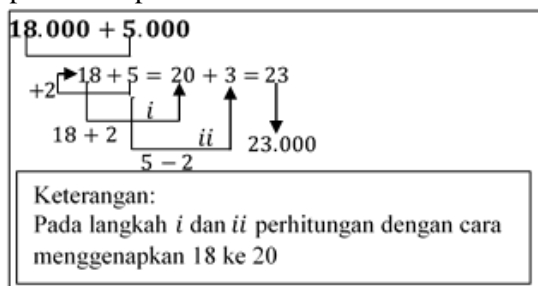 18.000 + 5.000
18 + 5 = 20 + 3 = 23
+2
i
18 + 2
ii
23.000
5 − 2
Keterangan:
Pada langkah i dan ii perhitungan dengan cara
menggenapkan 18 ke 20